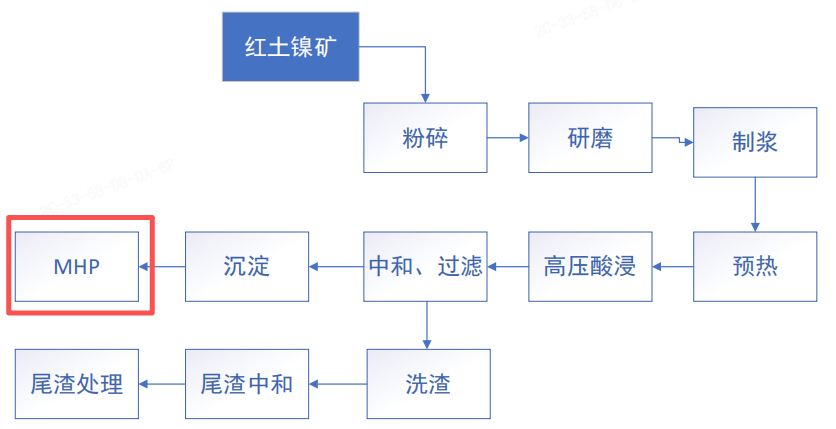 红土镍矿
粉碎
研磨
制浆
预热
高压酸浸
中和、过滤
沉淀
MHP
洗渣
尾渣中和
尾渣处理